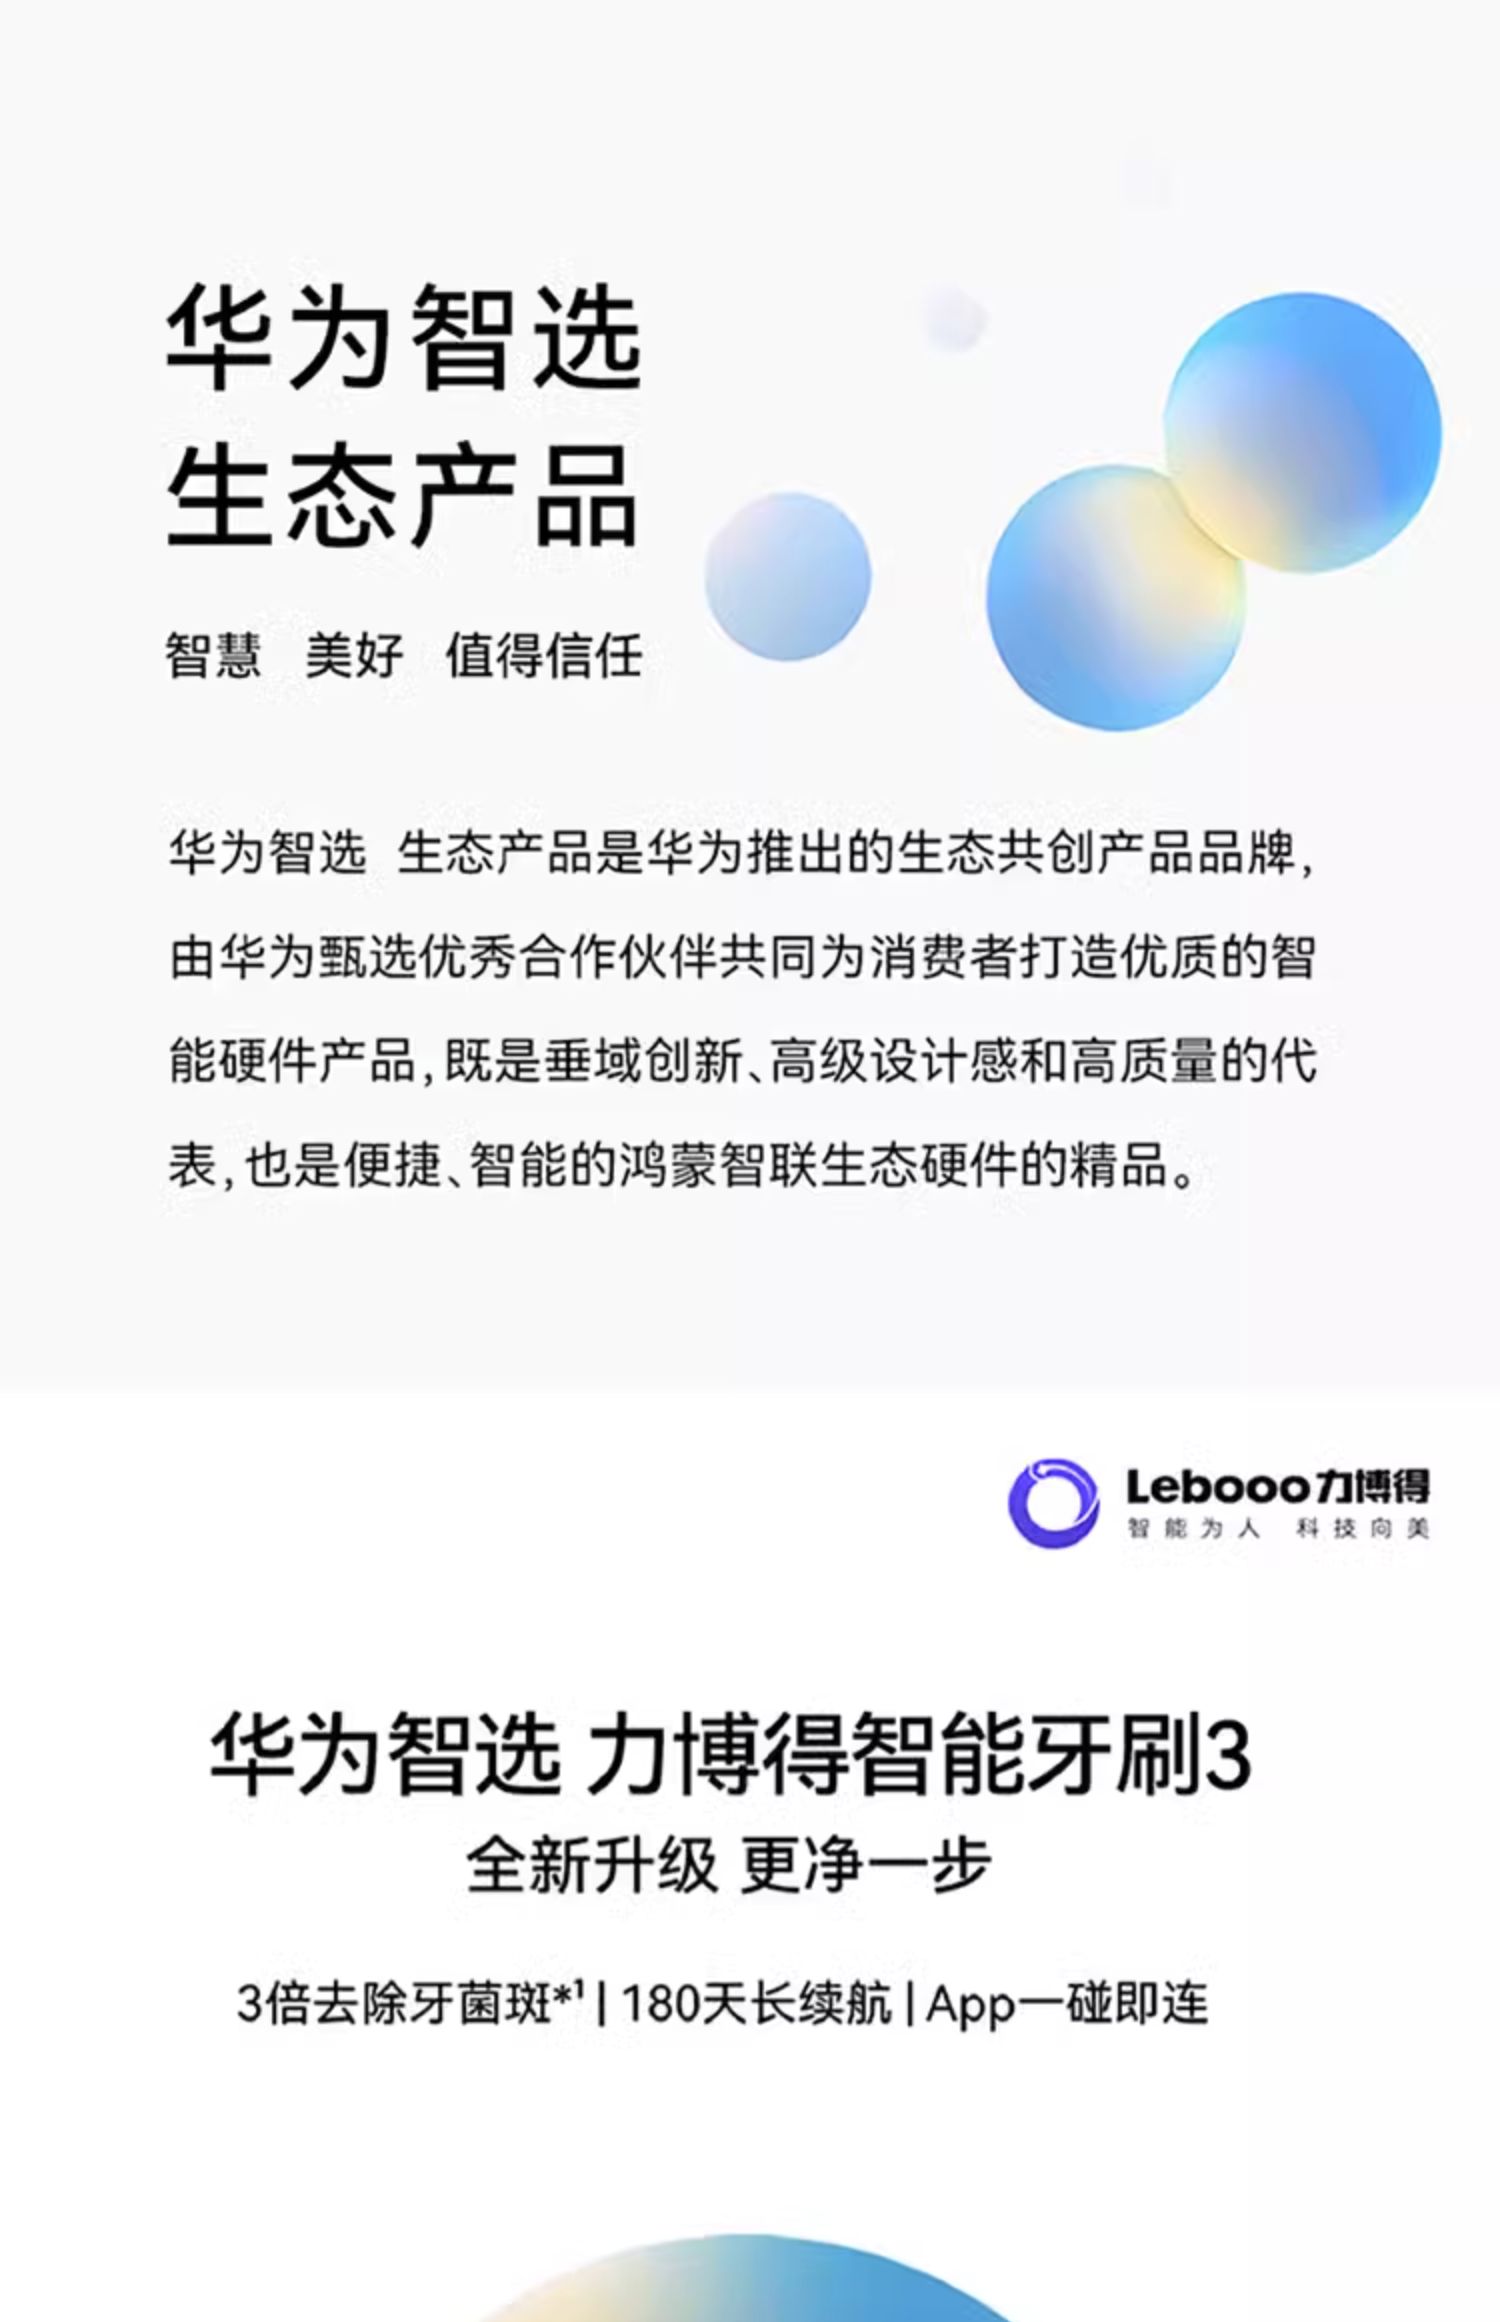 华为智选
生态产品
智慧 美好 值得信任
华为智选 生态产品是华为推出的生态共创产品品牌，
由华为甄选优秀合作伙伴共同为消费者打造优质的智
能硬件产品，既是垂域创新、高级设计感和高质量的代
表，也是便捷、智能的鸿蒙智联生态硬件的精品。
Lebooo力博得
智能为人 科技向美
华为智选 力博得智能牙刷3
全新升级 更净一步
3倍去除牙菌斑*¹|180天长续航|App一碰即连